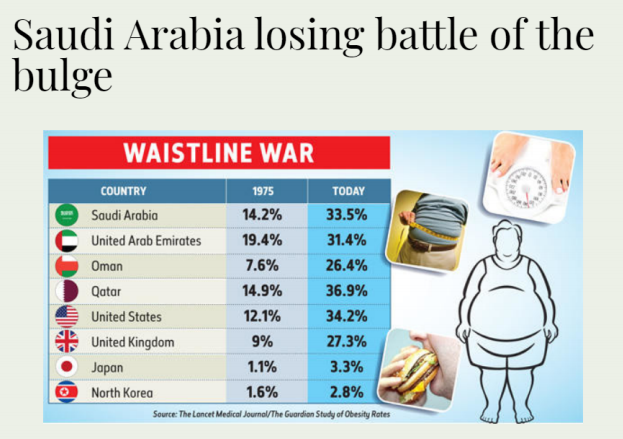 Saudi Arabia losing battle of the
bulge
WAISTLINE WAR
COUNTRY 1975 TODAY
Saudi Arabia 14.2% 33.5%
United Arab Emirates 19.4% 31.4%
Oman 7.6% 26.4%
Qatar 14.9% 36.9%
United States 12.1% 34.2%
United Kingdom 9% 27.3%
Japan 1.1% 3.3%
North Korea 1.6% 2.8%
Source: The Lancet Medical Journal/The Guardian Study of Obesity Rates